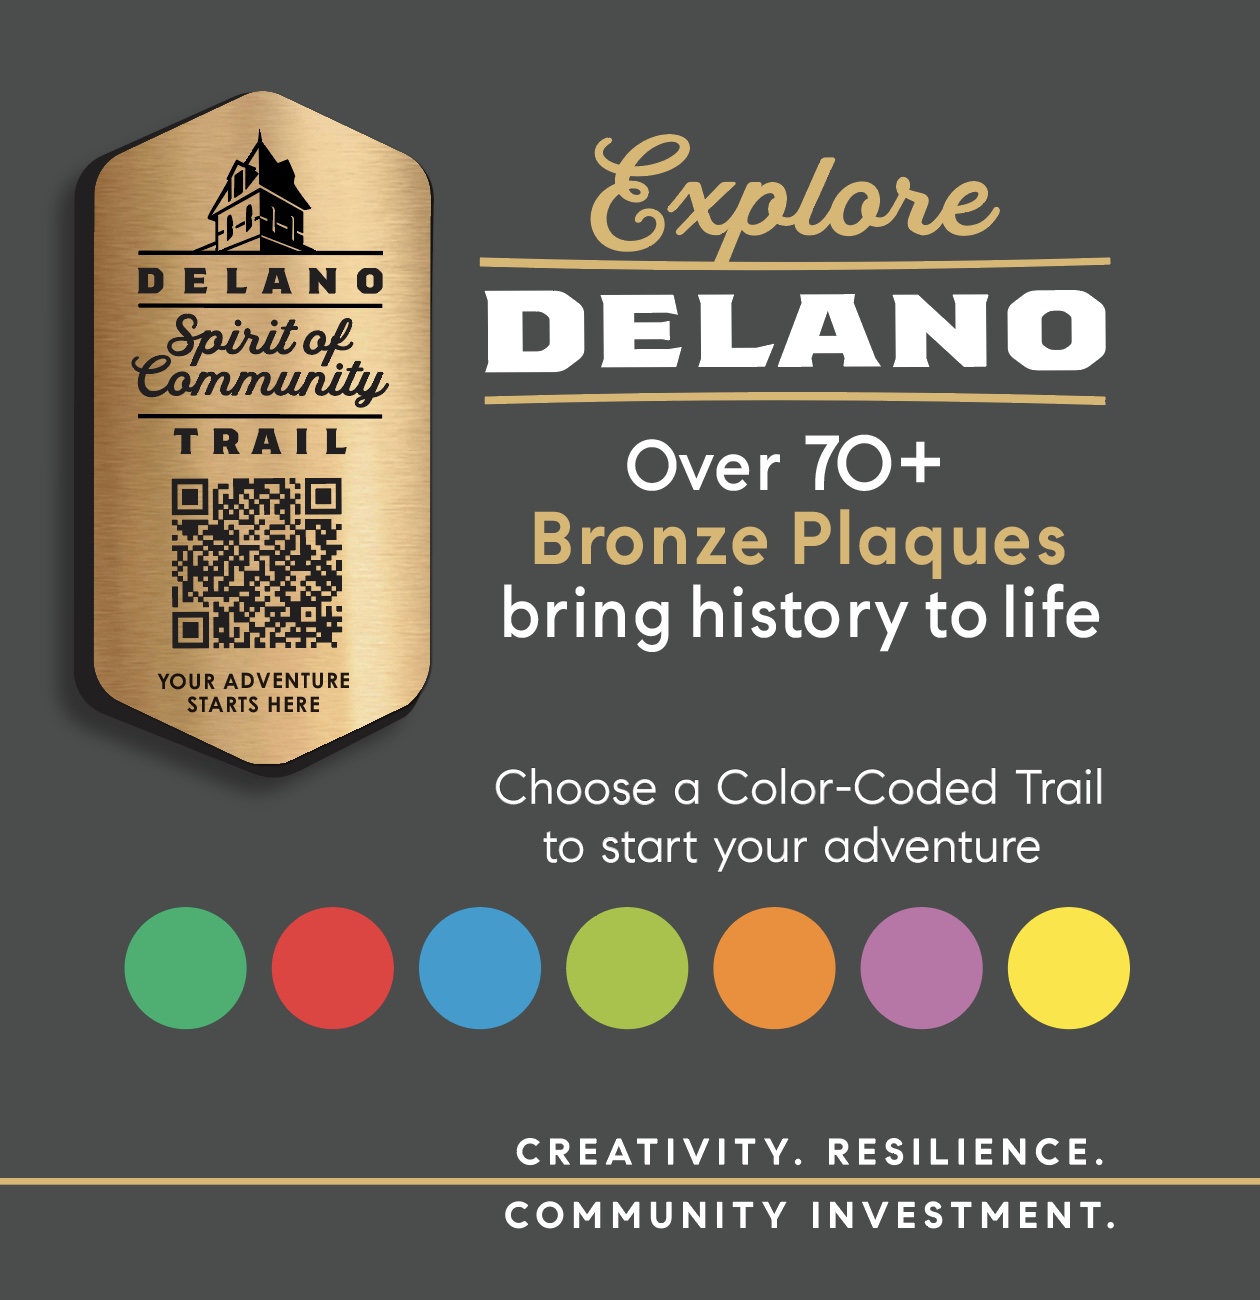 DELANO
Spirit of
Community
TRAIL
YOUR ADVENTURE
STARTS HERE
Explore
DELANO
Over 70+
Bronze Plaques
bring history to life
Choose a Color-Coded Trail
to start your adventure
CREATIVITY. RESILIENCE.
COMMUNITY INVESTMENT.